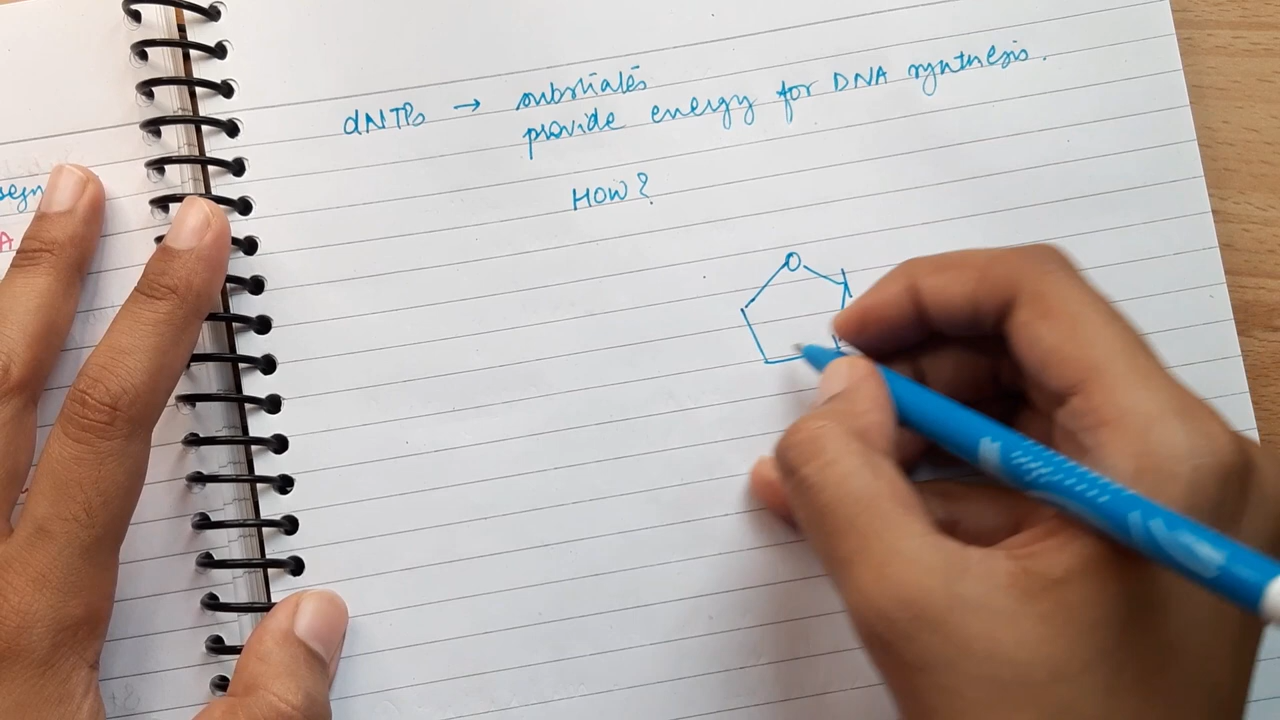 dNTPs → substrates
provide energy for DNA synthesis.
HOW?
O
A